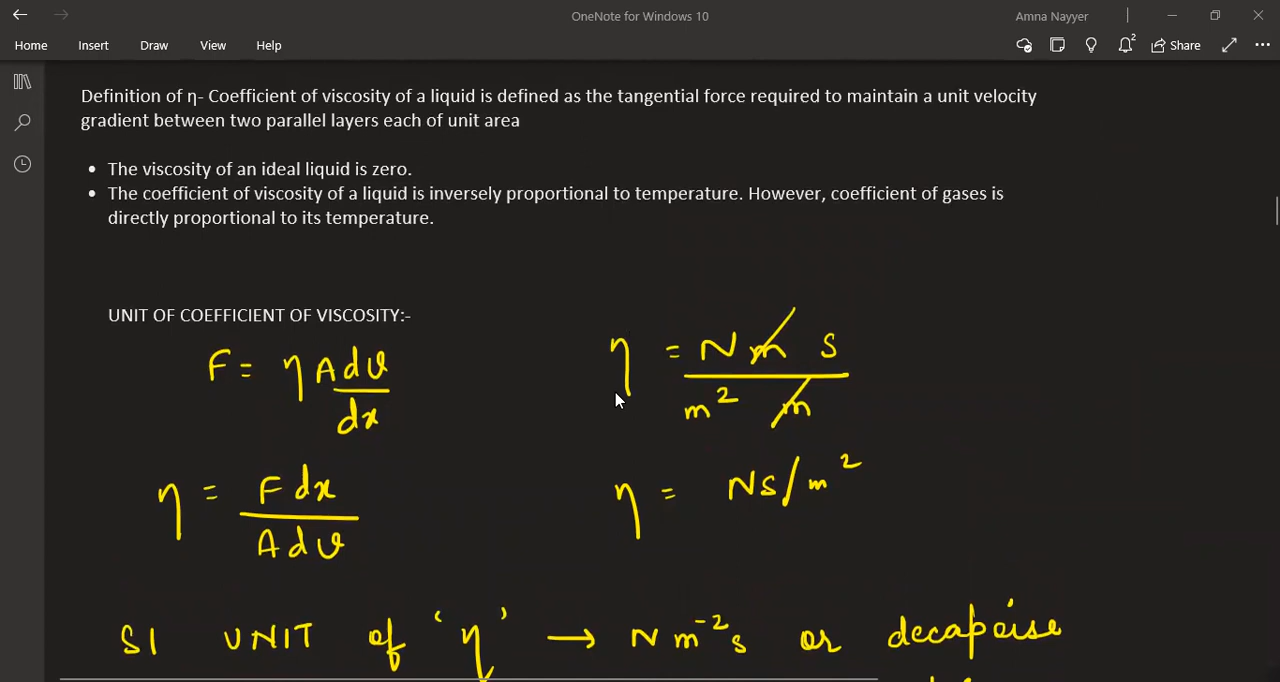 OneNote for Windows 10
Amna Nayyer
Home Insert Draw View Help
2 Share
Definition of η- Coefficient of viscosity of a liquid is defined as the tangential force required to maintain a unit velocity
gradient between two parallel layers each of unit area
• The viscosity of an ideal liquid is zero.
• The coefficient of viscosity of a liquid is inversely proportional to temperature. However, coefficient of gases is
directly proportional to its temperature.
UNIT OF COEFFICIENT OF VISCOSITY:-
F = η A dv
dx
η = F dx
A dv
η = N m s
m² m
η = NS/m²
SI UNIT of 'η' → N m⁻² s or decapoise